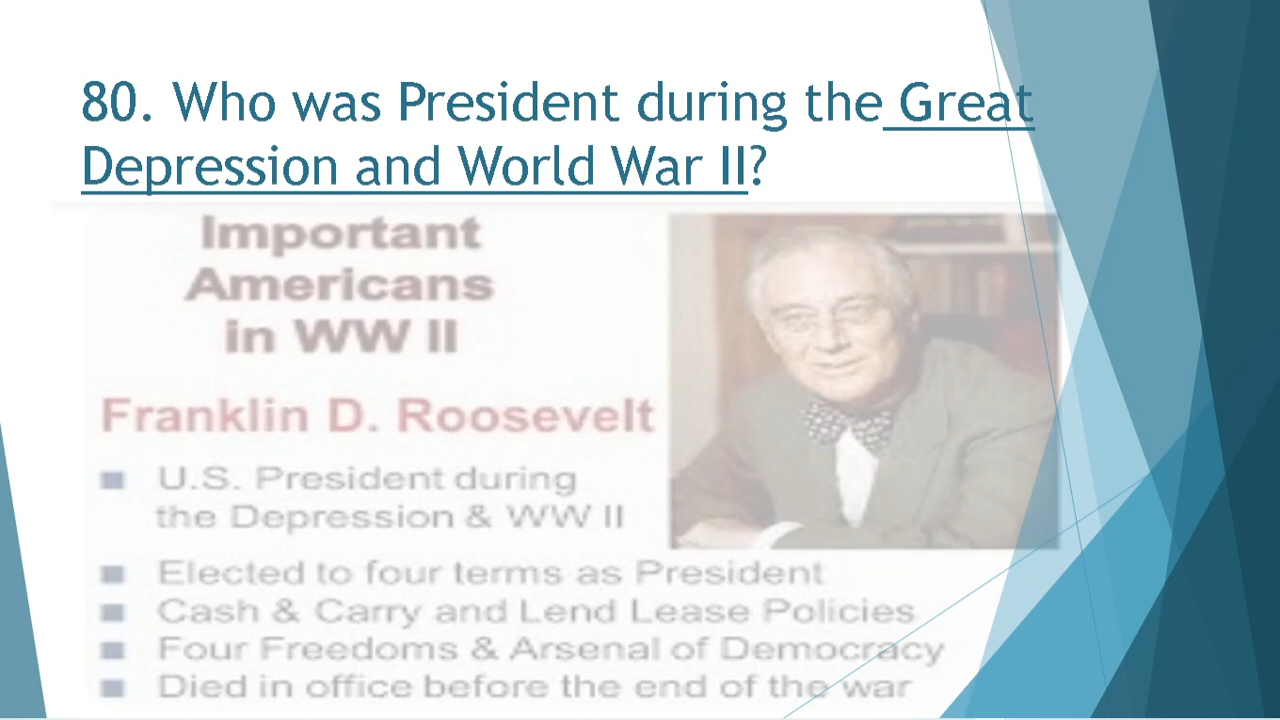 80. Who was President during the Great
Depression and World War II?
Important
Americans
in WW II
Franklin D. Roosevelt
■ U.S. President during
the Depression & WW II
■ Elected to four terms as President
■ Cash & Carry and Lend Lease Policies
■ Four Freedoms & Arsenal of Democracy
■ Died in office before the end of the war